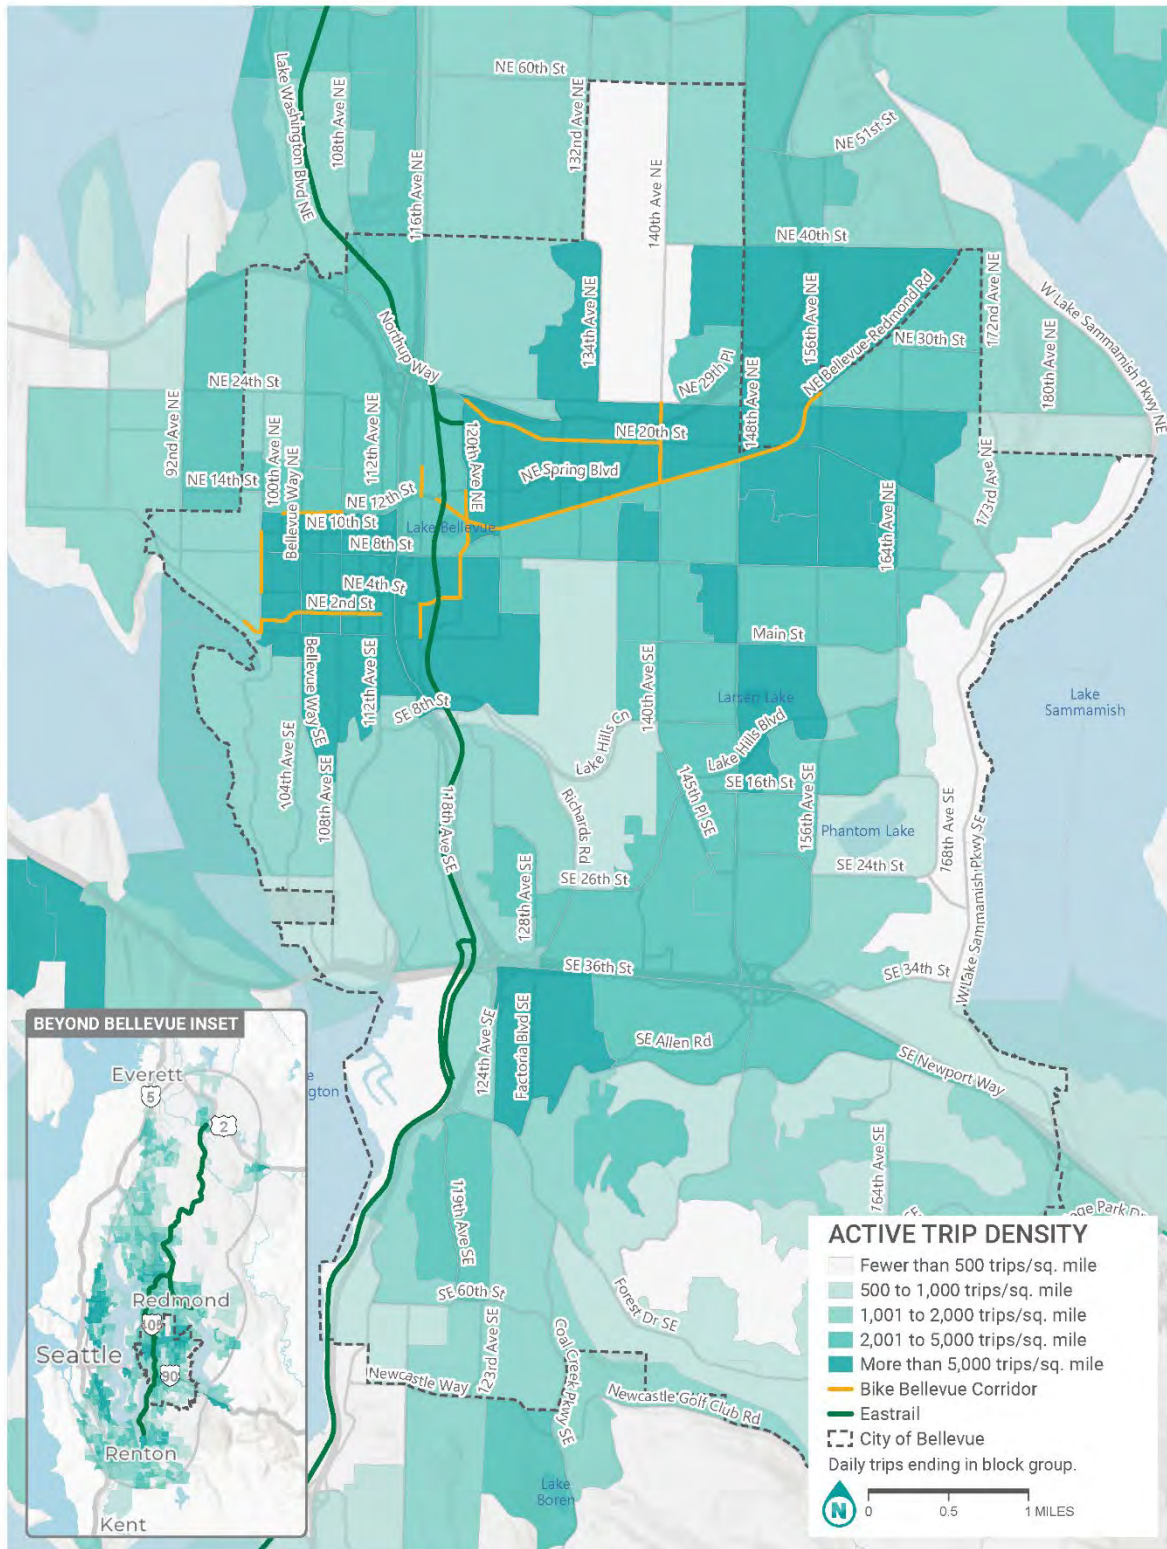 NE 60th St
Lake Washington Blvd NE
108th Ave NE
132nd Ave NE
NE 51st St
116th Ave NE
140th Ave NE
NE 40th St
172nd Ave NE
W Lake Sammamish Pkwy NE
134th Ave NE
156th Ave NE
NE Bellevue-Redmond Rd
NE 30th St
Northup Way
NE 29th Pl
180th Ave NE
NE 24th St
92nd Ave NE
112th Ave NE
148th Ave NE
100th Ave NE
Bellevue Way NE
120th Ave NE
NE 20th St
NE 14th St
NE Spring Blvd
173rd Ave NE
NE 12th St
NE 10th St
Lake Bellevue
164th Ave NE
NE 8th St
NE 4th St
NE 2nd St
Main St
Bellevue Way SE
112th Ave SE
140th Ave SE
Larsen Lake
Lake
Sammamish
SE 8th St
104th Ave SE
108th Ave SE
Lake Hills Cn
Lake Hills Blvd
145th Pl SE
SE 16th St
118th Ave SE
Richards Rd
156th Ave SE
Phantom Lake
168th Ave SE
W Lake Sammamish Pkwy SE
SE 26th St
SE 24th St
128th Ave SE
SE 36th St
SE 34th St
124th Ave SE
Factoria Blvd SE
SE Allen Rd
SE Newport Way
164th Ave SE
119th Ave SE
SE 60th St
Forest Dr SE
123rd Ave SE
Coal Creek Pkwy SE
Newcastle Way
Newcastle Golf Club Rd
Lake
Boren
BEYOND BELLEVUE INSET
Everett
5
2
Redmond
405
Seattle
90
Renton
Kent
e
gton
ge Park D
SE
ACTIVE TRIP DENSITY
Fewer than 500 trips/sq. mile
500 to 1,000 trips/sq. mile
1,001 to 2,000 trips/sq. mile
2,001 to 5,000 trips/sq. mile
More than 5,000 trips/sq. mile
Bike Bellevue Corridor
Eastrail
City of Bellevue
Daily trips ending in block group.
N
0 0.5 1 MILES